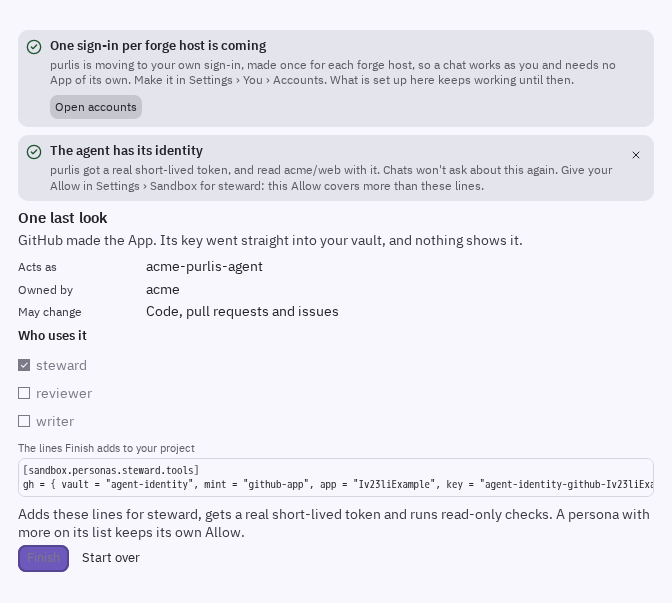 One sign-in per forge host is coming
purlis is moving to your own sign-in, made once for each forge host, so a chat works as you and needs no
App of its own. Make it in Settings › You › Accounts. What is set up here keeps working until then.
Open accounts
The agent has its identity
purlis got a real short-lived token, and read acme/web with it. Chats won't ask about this again. Give your
Allow in Settings › Sandbox for steward: this Allow covers more than these lines.
One last look
GitHub made the App. Its key went straight into your vault, and nothing shows it.
Acts as acme-purlis-agent
Owned by acme
May change Code, pull requests and issues
Who uses it
steward
reviewer
writer
The lines Finish adds to your project
[sandbox.personas.steward.tools]
gh = { vault = "agent-identity", mint = "github-app", app = "Iv23liExample", key = "agent-identity-github-Iv23liExa
Adds these lines for steward, gets a real short-lived token and runs read-only checks. A persona with
more on its list keeps its own Allow.
Finish Start over